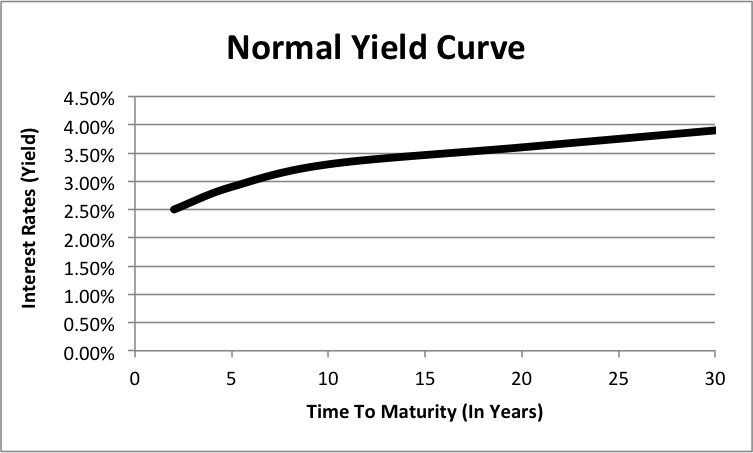 Normal Yield Curve
Interest Rates (Yield)
4.50%
4.00%
3.50%
3.00%
2.50%
2.00%
1.50%
1.00%
0.50%
0.00%
0 5 10 15 20 25 30
Time To Maturity (In Years)